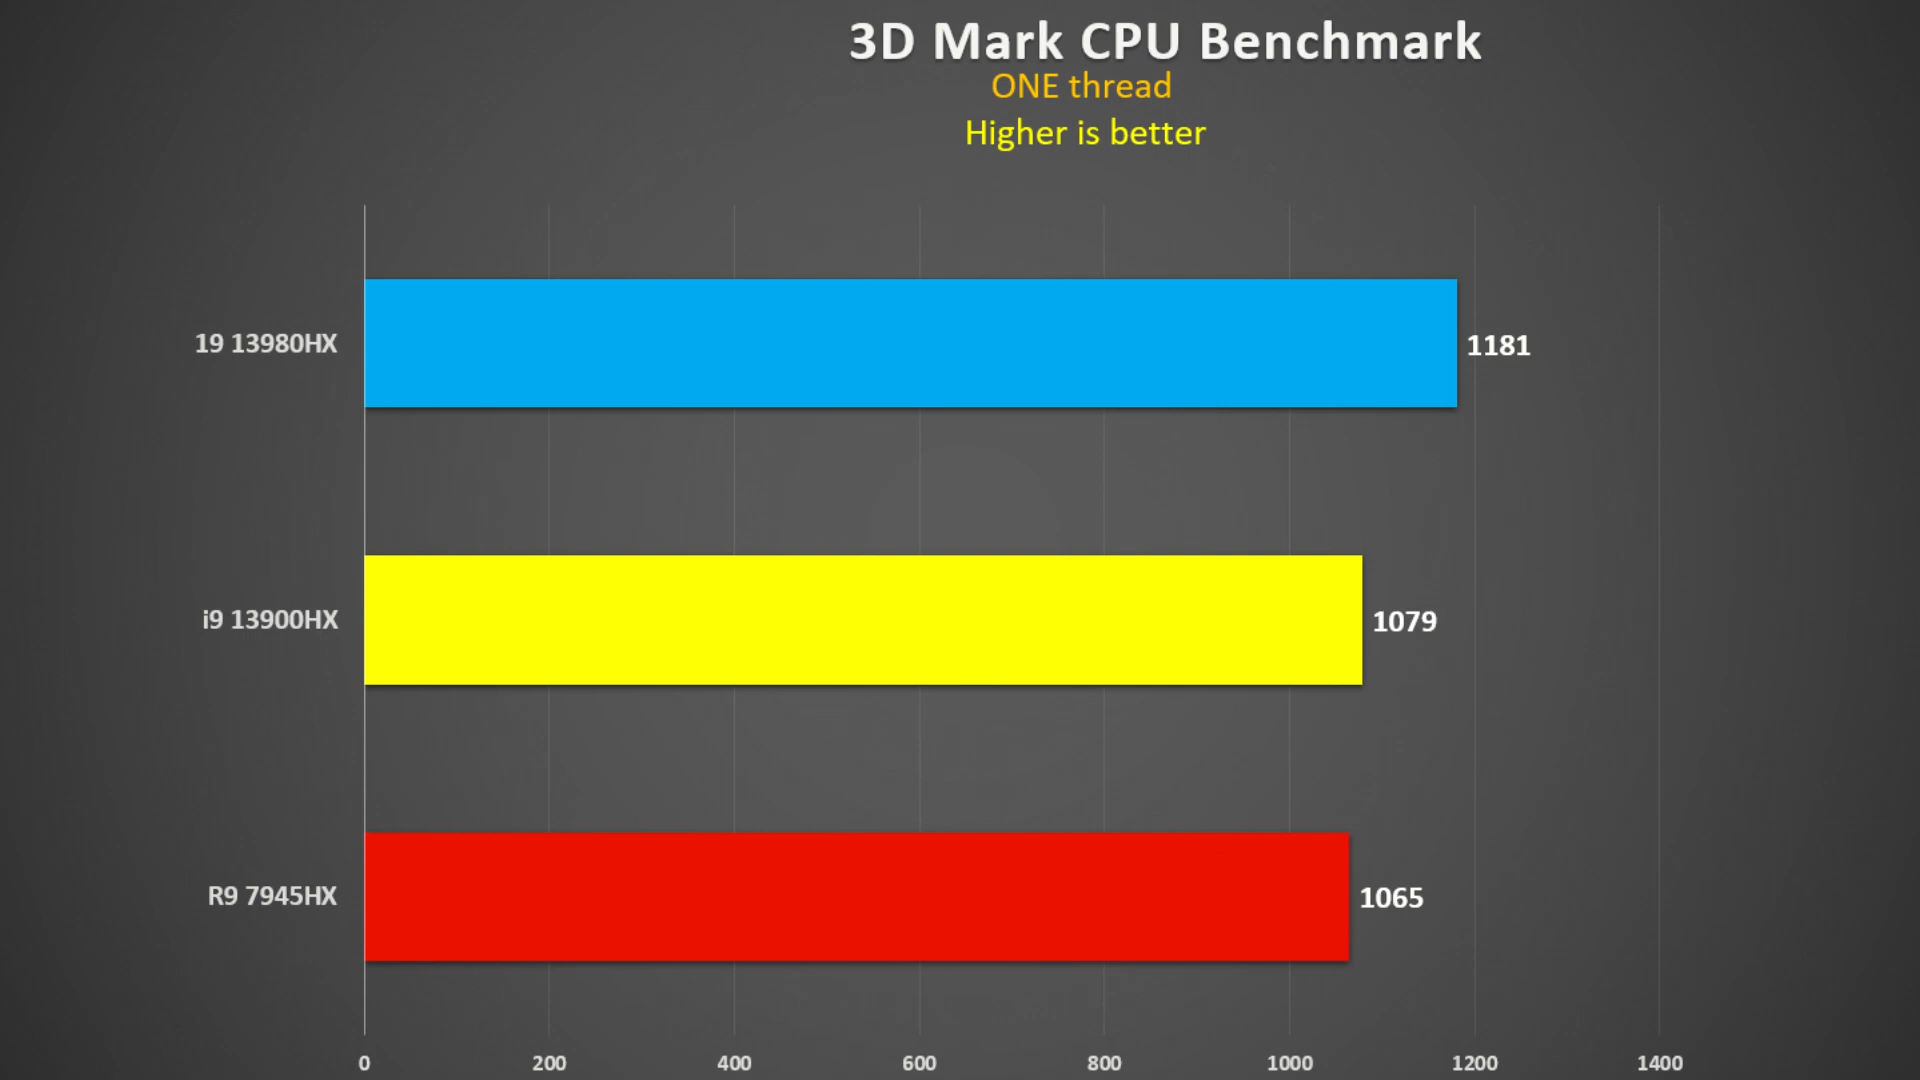 3D Mark CPU Benchmark
ONE thread
Higher is better
19 13980HX
1181
i9 13900HX
1079
R9 7945HX
1065
0 200 400 600 800 1000 1200 1400